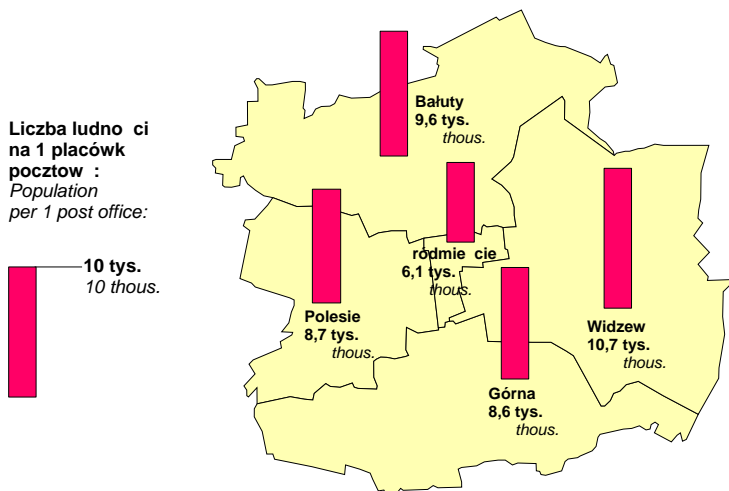 Liczba ludno ci
na 1 placówk
pocztow :
Population
per 1 post office:
10 tys.
10 thous.
Bałuty
9,6 tys.
thous.
ródmie cie
6,1 tys.
thous.
Polesie
8,7 tys.
thous.
Widzew
10,7 tys.
thous.
Górna
8,6 tys.
thous.